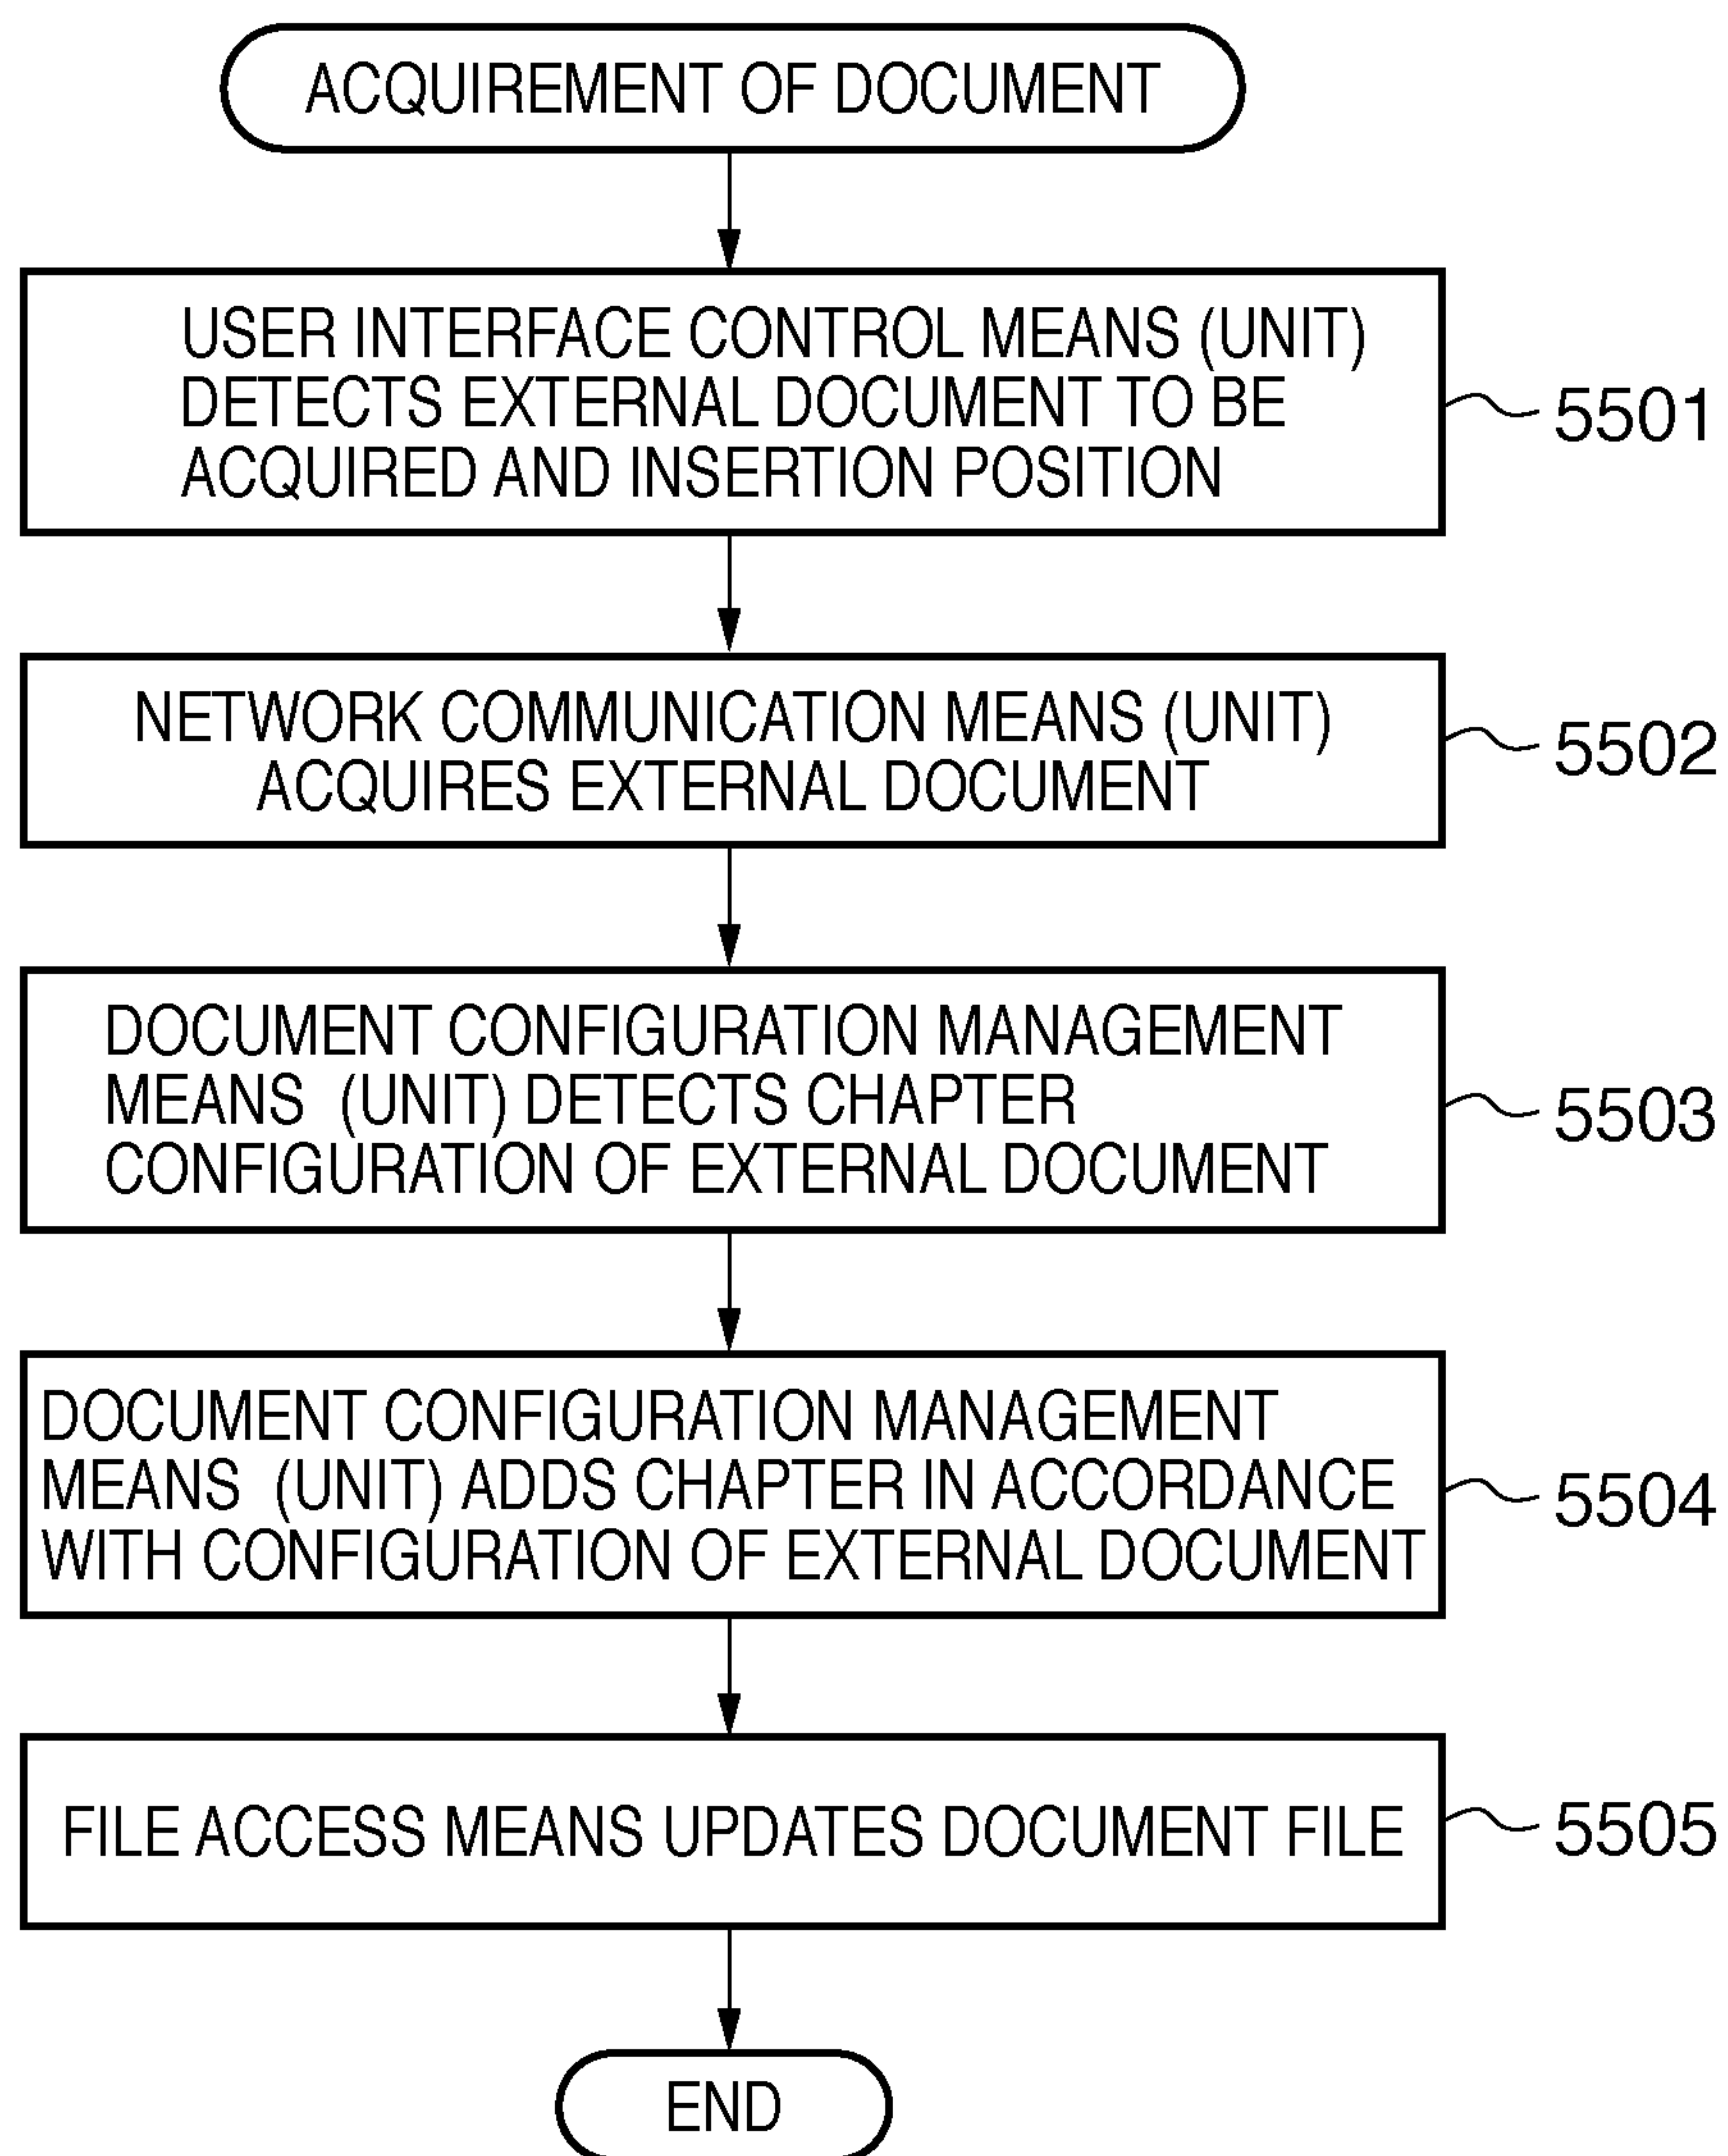 ACQUIREMENT OF DOCUMENT
USER INTERFACE CONTROL MEANS (UNIT)
DETECTS EXTERNAL DOCUMENT TO BE
ACQUIRED AND INSERTION POSITION
5501
NETWORK COMMUNICATION MEANS (UNIT)
ACQUIRES EXTERNAL DOCUMENT
5502
DOCUMENT CONFIGURATION MANAGEMENT
MEANS (UNIT) DETECTS CHAPTER
CONFIGURATION OF EXTERNAL DOCUMENT
5503
DOCUMENT CONFIGURATION MANAGEMENT
MEANS (UNIT) ADDS CHAPTER IN ACCORDANCE
WITH CONFIGURATION OF EXTERNAL DOCUMENT
5504
FILE ACCESS MEANS UPDATES DOCUMENT FILE
5505
END